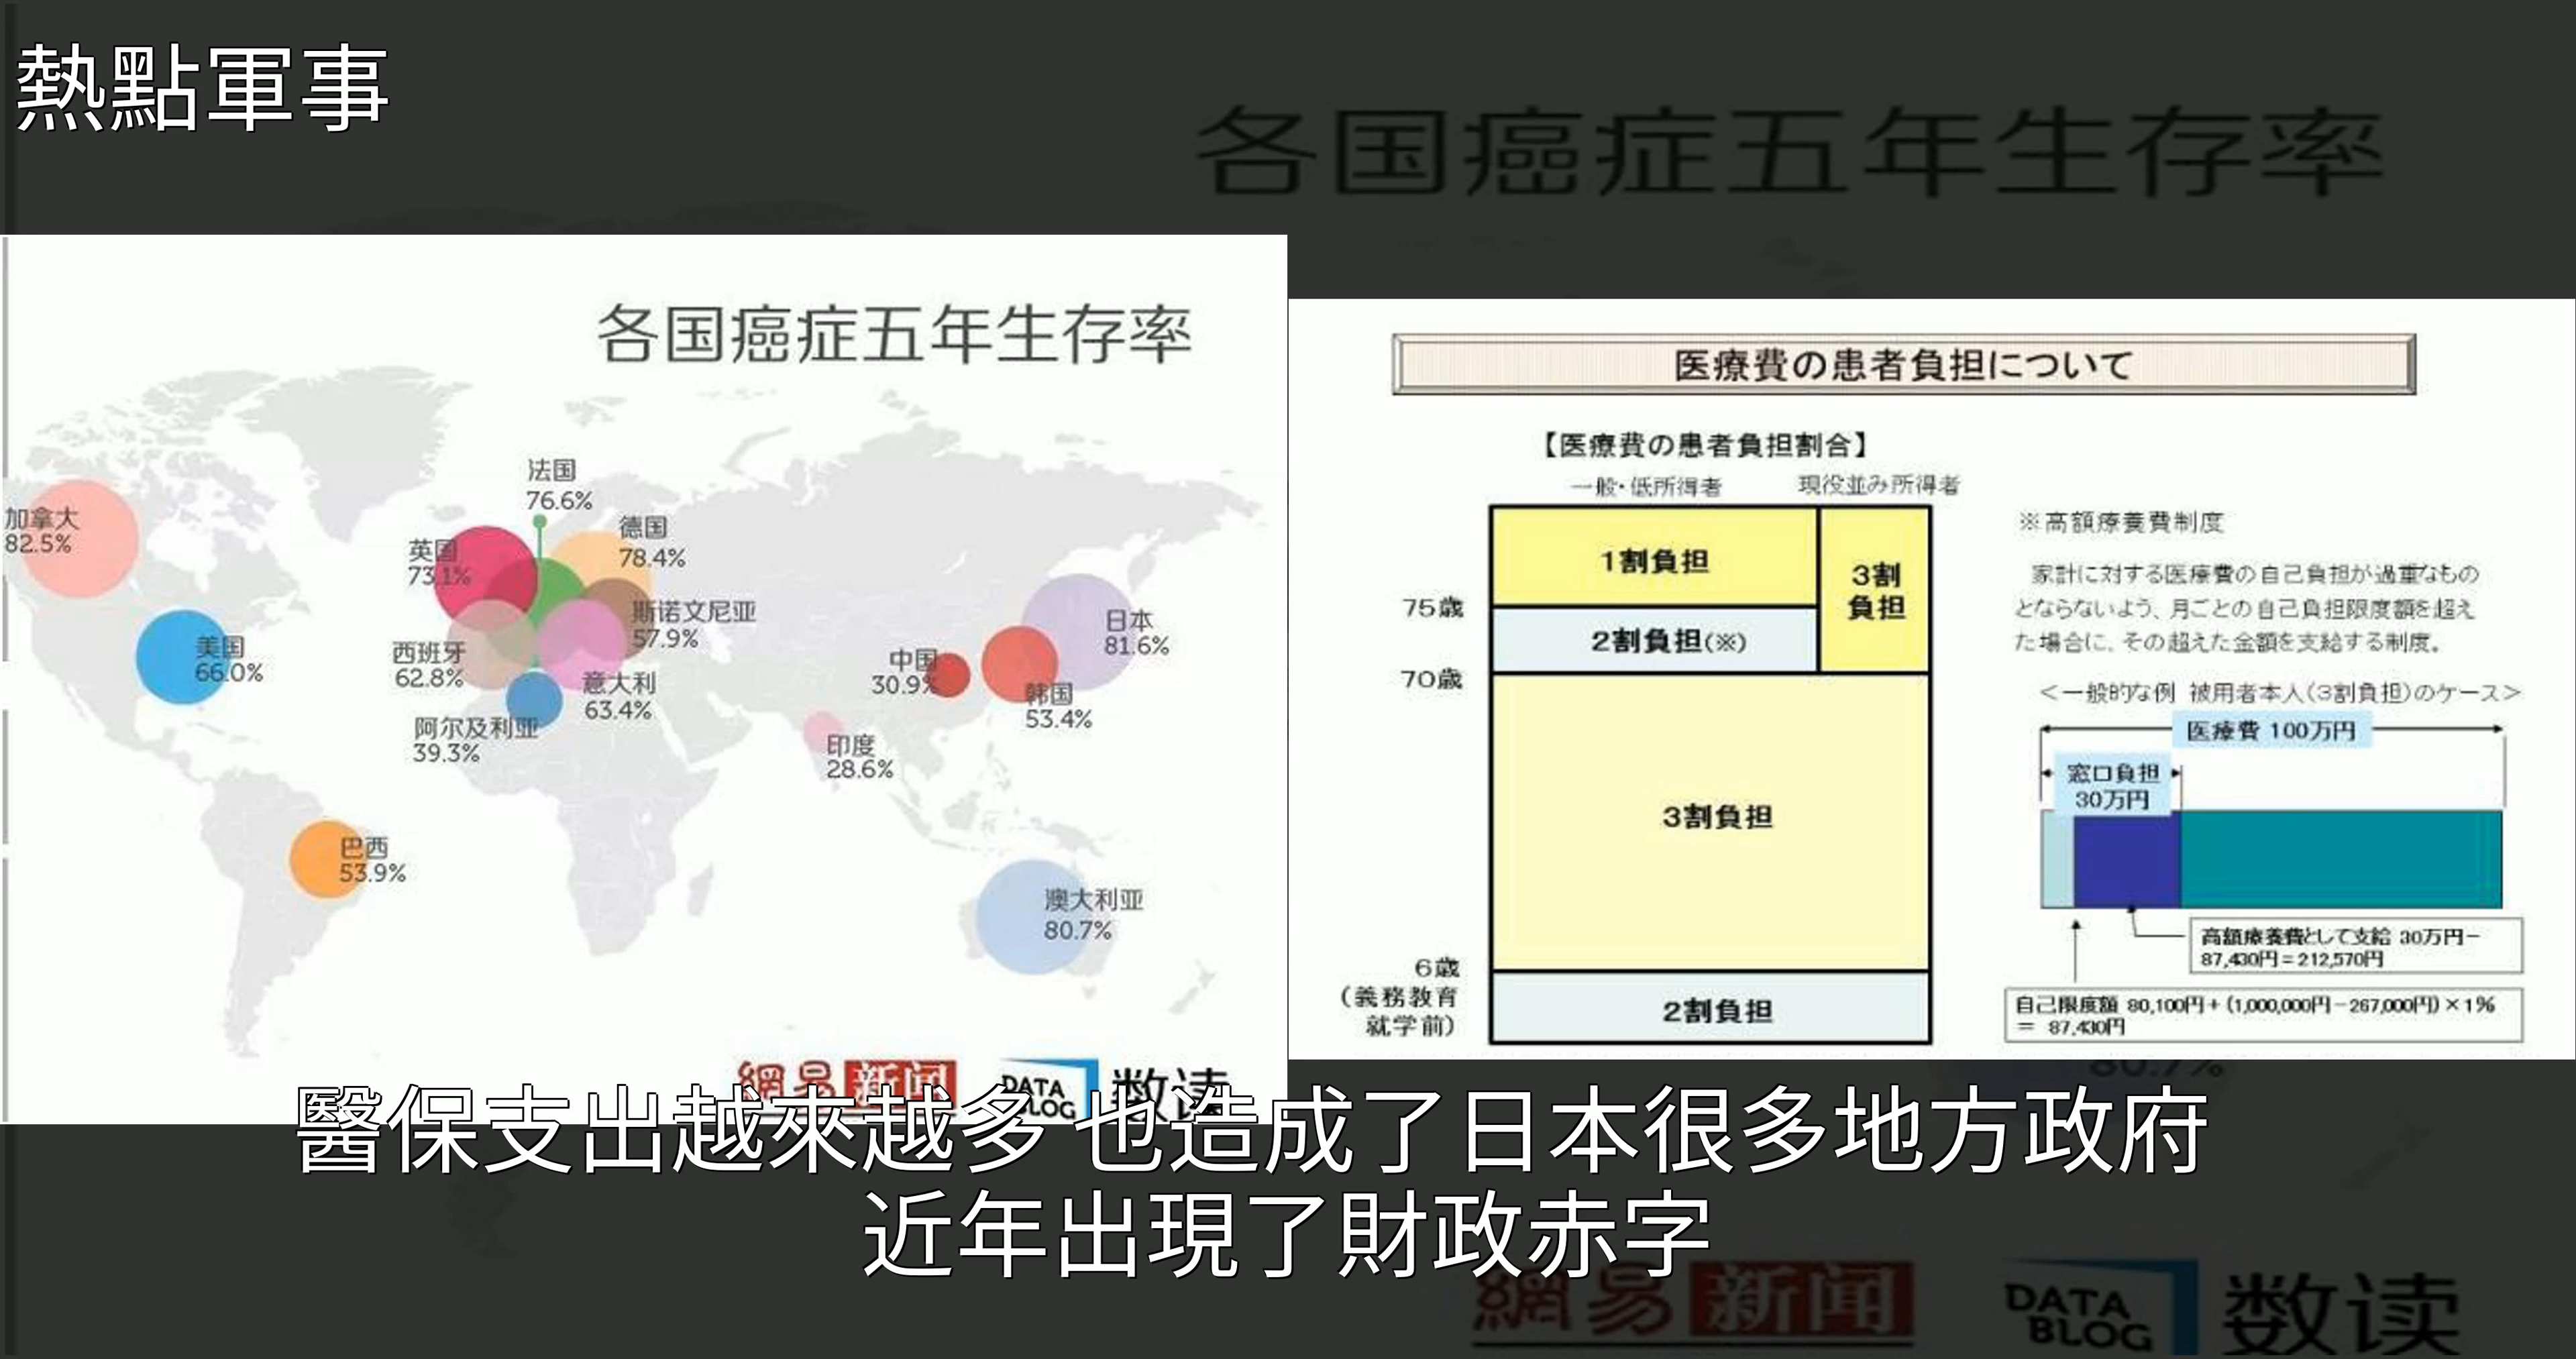 熱點軍事
各国癌症五年生存率
各国癌症五年生存率
加拿大
82.5%
美国
66.0%
巴西
53.9%
法国
76.6%
英国
73.1%
德国
78.4%
斯诺文尼亚
57.9%
西班牙
62.8%
意大利
63.4%
阿尔及利亚
39.3%
中国
30.9%
韩国
53.4%
日本
81.6%
印度
28.6%
澳大利亚
80.7%
網易新闻
DATA
BLOG
数读
医療費の患者負担について
【医療費の患者負担割合】
一般・低所得者
現役並み所得者
1割負担
3割
負担
75歳
2割負担(※)
70歳
3割負担
6歳
(義務教育
就学前)
2割負担
※高額療養費制度
家計に対する医療費の自己負担が過重なもの
とならないよう、月ごとの自己負担限度額を超え
た場合に、その超えた金額を支給する制度。
＜一般的な例 被用者本人(3割負担)のケース＞
医療費 100万円
窓口負担
30万円
高額療養費として支給 30万円－
87,430円＝212,570円
自己限度額 80,100円＋(1,000,000円－267,000円)×1%
＝ 87,430円
80.7%
醫保支出越來越多 也造成了日本很多地方政府
近年出現了財政赤字
網易新闻
DATA
BLOG
数读